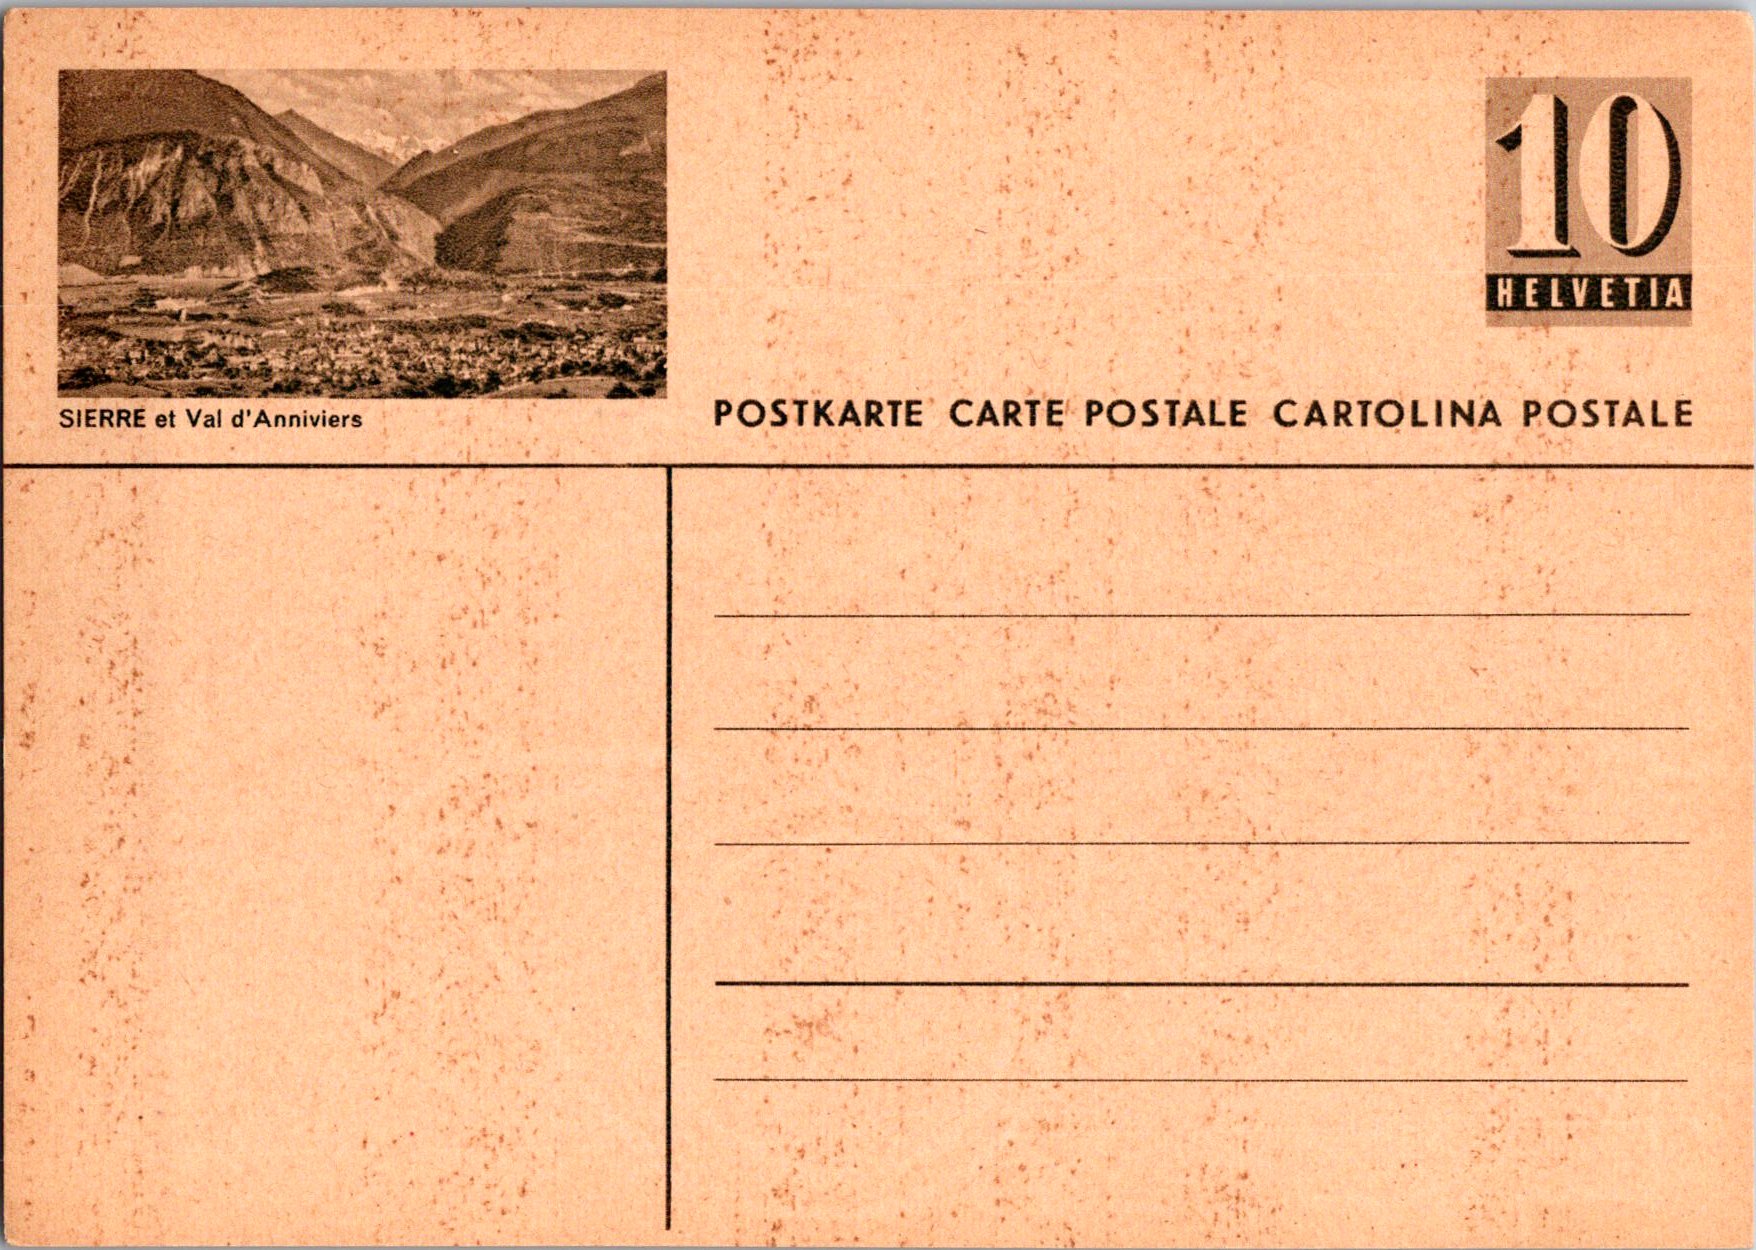 10
HELVETIA
SIERRE et Val d'Anniviers
POSTKARTE CARTE POSTALE CARTOLINA POSTALE